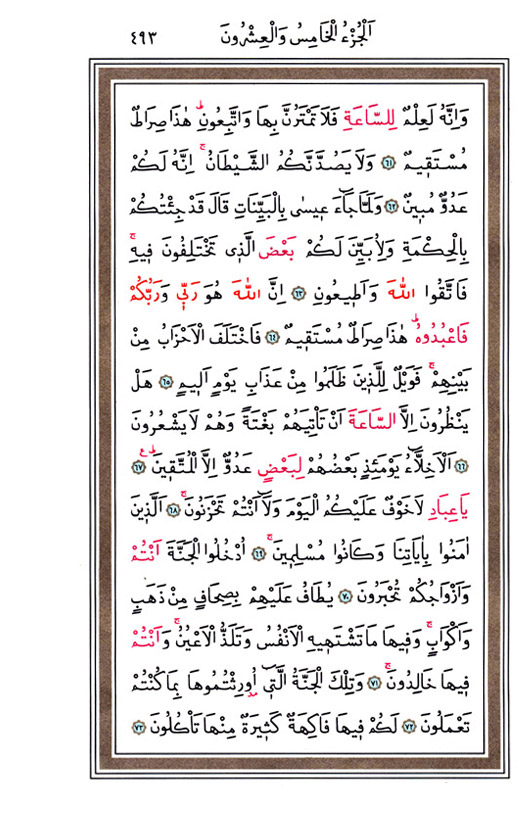 اَلْجُزْءُ الْخَامِسُ وَالْعِشْرُونَ ٤٩٣
وَاِنَّهُ لَعِلْمٌ لِلسَّاعَةِ فَلَا تَمْتَرُنَّ بِهَا وَاتَّبِعُونِۜ هٰذَا صِرَاطٌ
مُسْتَقٖيمٌ ﴿٦١﴾ وَلَا يَصُدَّنَّكُمُ الشَّيْطَانُۚ اِنَّهُ لَكُمْ
عَدُوٌّ مُبٖينٌ ﴿٦٢﴾ وَلَمَّا جَٓاءَ عٖيسٰى بِالْبَيِّنَاتِ قَالَ قَدْ جِئْتُكُمْ
بِالْحِكْمَةِ وَلِاُبَيِّنَ لَكُمْ بَعْضَ الَّذٖى تَخْتَلِفُونَ فٖيهِۚ
فَاتَّقُوا اللّٰهَ وَاَطٖيعُونِ ﴿٦٣﴾ اِنَّ اللّٰهَ هُوَ رَبّٖى وَرَبُّكُمْ
فَاعْبُدُوهُۜ هٰذَا صِرَاطٌ مُسْتَقٖيمٌ ﴿٦٤﴾ فَاخْتَلَفَ الْاَحْزَابُ مِنْ
بَيْنِهِمْۚ فَوَيْلٌ لِلَّذٖينَ ظَلَمُوا مِنْ عَذَابِ يَوْمٍ اَلٖيمٍ ﴿٦٥﴾ هَلْ
يَنْظُرُونَ اِلَّا السَّاعَةَ اَنْ تَاْتِيَهُمْ بَغْتَةً وَهُمْ لَا يَشْعُرُونَ
﴿٦٦﴾ اَلْاَخِلَّٓاءُ يَوْمَئِذٍ بَعْضُهُمْ لِبَعْضٍ عَدُوٌّ اِلَّا الْمُتَّقٖينَۜ ع ﴿٦٧﴾
يَا عِبَادِ لَا خَوْفٌ عَلَيْكُمُ الْيَوْمَ وَلَٓا اَنْتُمْ تَحْزَنُونَۚ ﴿٦٨﴾ اَلَّذٖينَ
اٰمَنُوا بِاٰيَاتِنَا وَكَانُوا مُسْلِمٖينَۚ ﴿٦٩﴾ اُدْخُلُوا الْجَنَّةَ اَنْتُمْ
وَاَزْوَاجُكُمْ تُحْبَرُونَ ﴿٧٠﴾ يُطَافُ عَلَيْهِمْ بِصِحَافٍ مِنْ ذَهَبٍ
وَاَكْوَابٍۚ وَفٖيهَا مَا تَشْتَهٖيهِ الْاَنْفُسُ وَتَلَذُّ الْاَعْيُنُۚ وَاَنْتُمْ
فٖيهَا خَالِدُونَۚ ﴿٧١﴾ وَتِلْكَ الْجَنَّةُ الَّتٖٓى اُورِثْتُمُوهَا بِمَا كُنْتُمْ
تَعْمَلُونَ ﴿٧٢﴾ لَكُمْ فٖيهَا فَاكِهَةٌ كَثٖيرَةٌ مِنْهَا تَاْكُلُونَ ﴿٧٣﴾